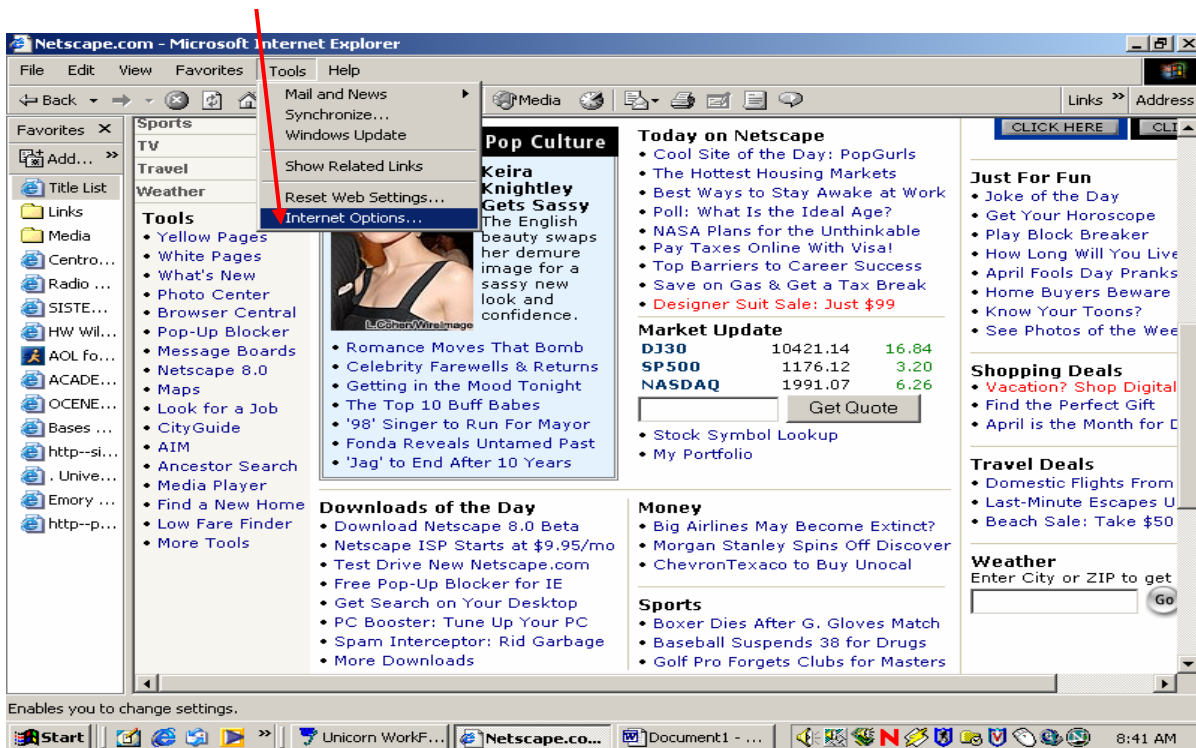 Netscape.com - Microsoft Internet Explorer
File Edit View Favorites Tools Help
Back Media Links » Address
Mail and News
Synchronize...
Windows Update
Show Related Links
Reset Web Settings...
Internet Options...
Favorites ×
Add... »
Title List
Links
Media
Centro...
Radio ...
SISTE...
HW Wil...
AOL fo...
ACADE...
OCENE...
Bases ...
http--si...
. Unive...
Emory ...
http--p...
Sports
TV
Travel
Weather
Tools
• Yellow Pages
• White Pages
• What's New
• Photo Center
• Browser Central
• Pop-Up Blocker
• Message Boards
• Netscape 8.0
• Maps
• Look for a Job
• CityGuide
• AIM
• Ancestor Search
• Media Player
• Find a New Home
• Low Fare Finder
• More Tools
Pop Culture
Keira
Knightley
Gets Sassy
The English
beauty swaps
her demure
image for a
sassy new
look and
confidence.
L.Cohen/WireImage
• Romance Moves That Bomb
• Celebrity Farewells & Returns
• Getting in the Mood Tonight
• The Top 10 Buff Babes
• '98' Singer to Run For Mayor
• Fonda Reveals Untamed Past
• 'Jag' to End After 10 Years
Downloads of the Day
• Download Netscape 8.0 Beta
• Netscape ISP Starts at $9.95/mo
• Test Drive New Netscape.com
• Free Pop-Up Blocker for IE
• Get Search on Your Desktop
• PC Booster: Tune Up Your PC
• Spam Interceptor: Rid Garbage
• More Downloads
Today on Netscape
• Cool Site of the Day: PopGurls
• The Hottest Housing Markets
• Best Ways to Stay Awake at Work
• Poll: What Is the Ideal Age?
• NASA Plans for the Unthinkable
• Pay Taxes Online With Visa!
• Top Barriers to Career Success
• Save on Gas & Get a Tax Break
• Designer Suit Sale: Just $99
Market Update
DJ30 10421.14 16.84
SP500 1176.12 3.20
NASDAQ 1991.07 6.26
Get Quote
• Stock Symbol Lookup
• My Portfolio
Money
• Big Airlines May Become Extinct?
• Morgan Stanley Spins Off Discover
• ChevronTexaco to Buy Unocal
Sports
• Boxer Dies After G. Gloves Match
• Baseball Suspends 38 for Drugs
• Golf Pro Forgets Clubs for Masters
CLICK HERE CLI
Just For Fun
• Joke of the Day
• Get Your Horoscope
• Play Block Breaker
• How Long Will You Live
• April Fools Day Pranks
• Home Buyers Beware
• Know Your Toons?
• See Photos of the Wee
Shopping Deals
• Vacation? Shop Digital
• Find the Perfect Gift
• April is the Month for D
Travel Deals
• Domestic Flights From
• Last-Minute Escapes U
• Beach Sale: Take $50
Weather
Enter City or ZIP to get
Go
Enables you to change settings.
Start » Unicorn WorkF... Netscape.co... Document1 - ... 8:41 AM